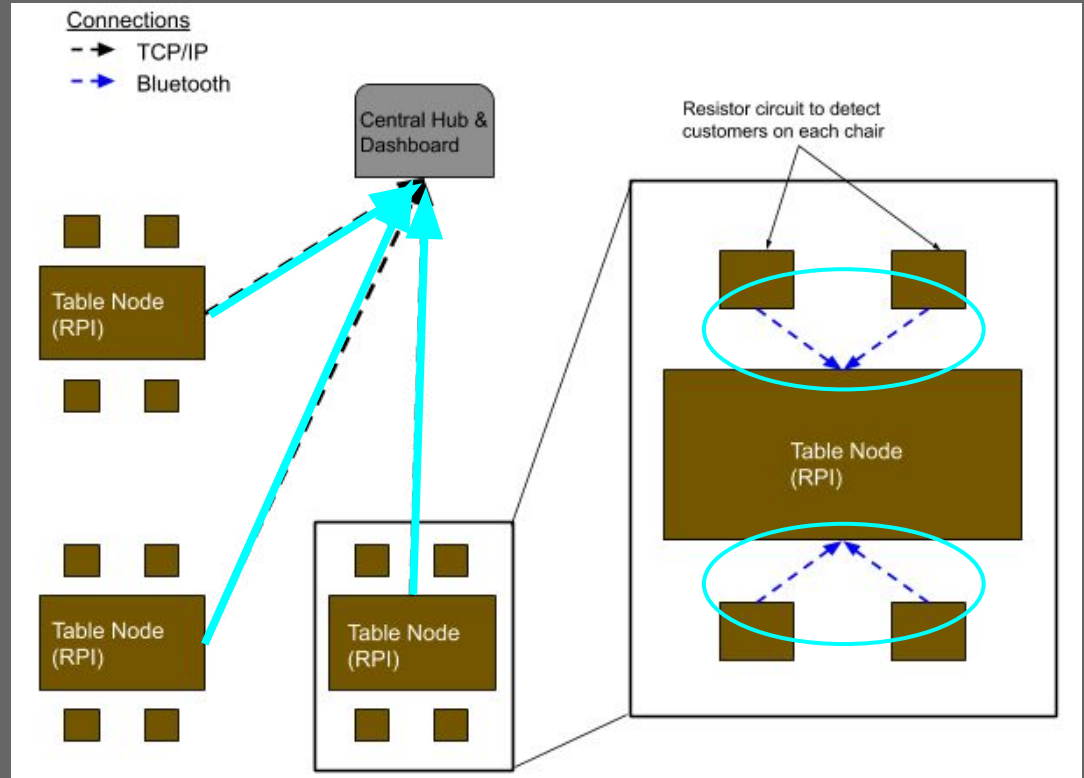 Connections
TCP/IP
Bluetooth
Central Hub &
Dashboard
Resistor circuit to detect
customers on each chair
Table Node
(RPI)
Table Node
(RPI)
Table Node
(RPI)
Table Node
(RPI)